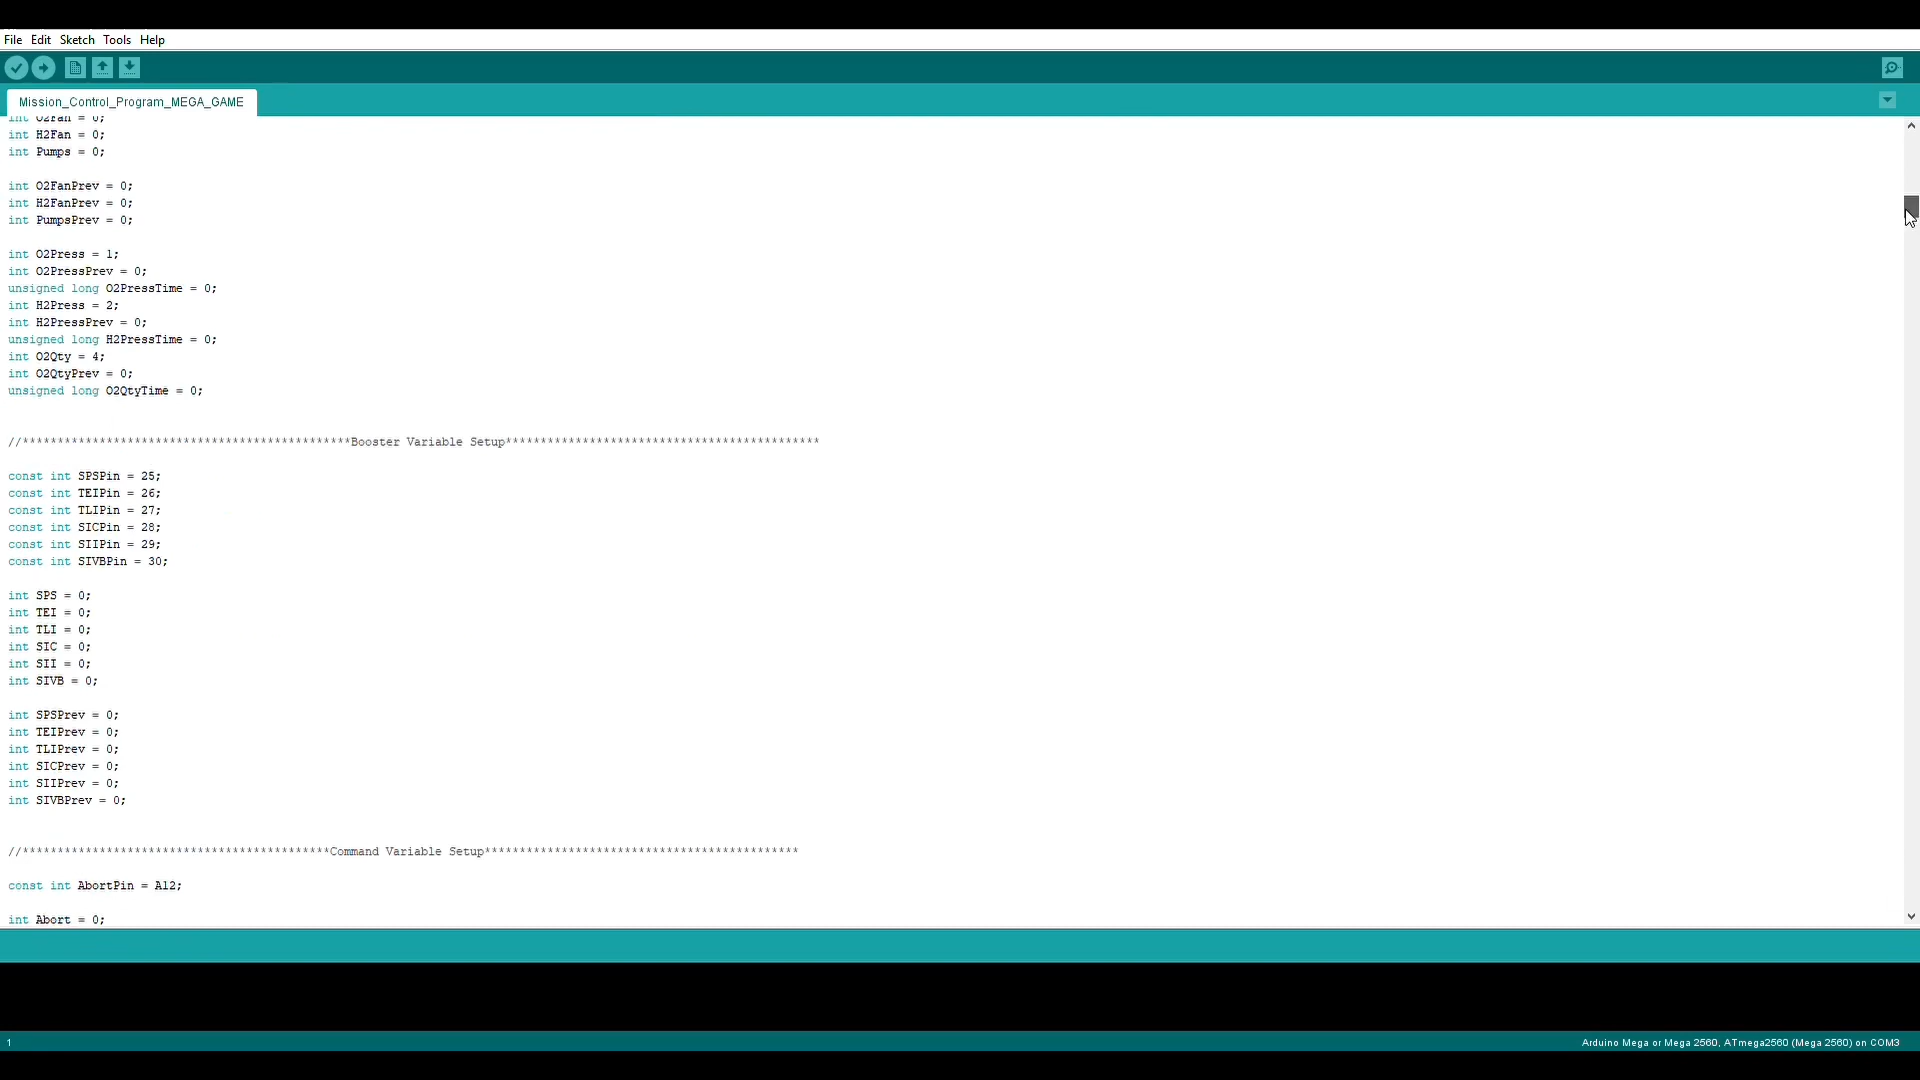 File Edit Sketch Tools Help
Mission_Control_Program_MEGA_GAME
int O2Fan = 0;
int H2Fan = 0;
int Pumps = 0;
int O2FanPrev = 0;
int H2FanPrev = 0;
int PumpsPrev = 0;
int O2Press = 1;
int O2PressPrev = 0;
unsigned long O2PressTime = 0;
int H2Press = 2;
int H2PressPrev = 0;
unsigned long H2PressTime = 0;
int O2Qty = 4;
int O2QtyPrev = 0;
unsigned long O2QtyTime = 0;
//***********************************************Booster Variable Setup*********************************************
const int SPSPin = 25;
const int TEIPin = 26;
const int TLIPin = 27;
const int SICPin = 28;
const int SIIPin = 29;
const int SIVBPin = 30;
int SPS = 0;
int TEI = 0;
int TLI = 0;
int SIC = 0;
int SII = 0;
int SIVB = 0;
int SPSPrev = 0;
int TEIPrev = 0;
int TLIPrev = 0;
int SICPrev = 0;
int SIIPrev = 0;
int SIVBPrev = 0;
//********************************************Command Variable Setup*********************************************
const int AbortPin = A12;
int Abort = 0;
1
Arduino Mega or Mega 2560, ATmega2560 (Mega 2560) on COM3